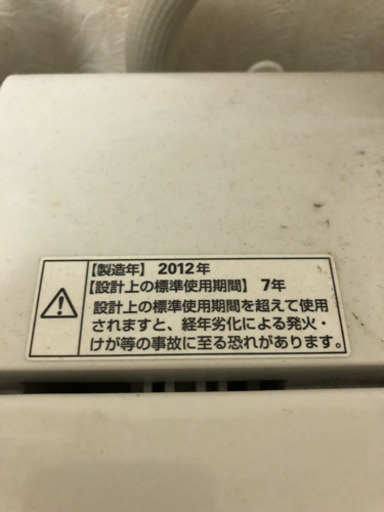 【製造年】 2012年
【設計上の標準使用期間】 7年
設計上の標準使用期間を超えて使用
されますと、経年劣化による発火・
けが等の事故に至る恐れがあります。